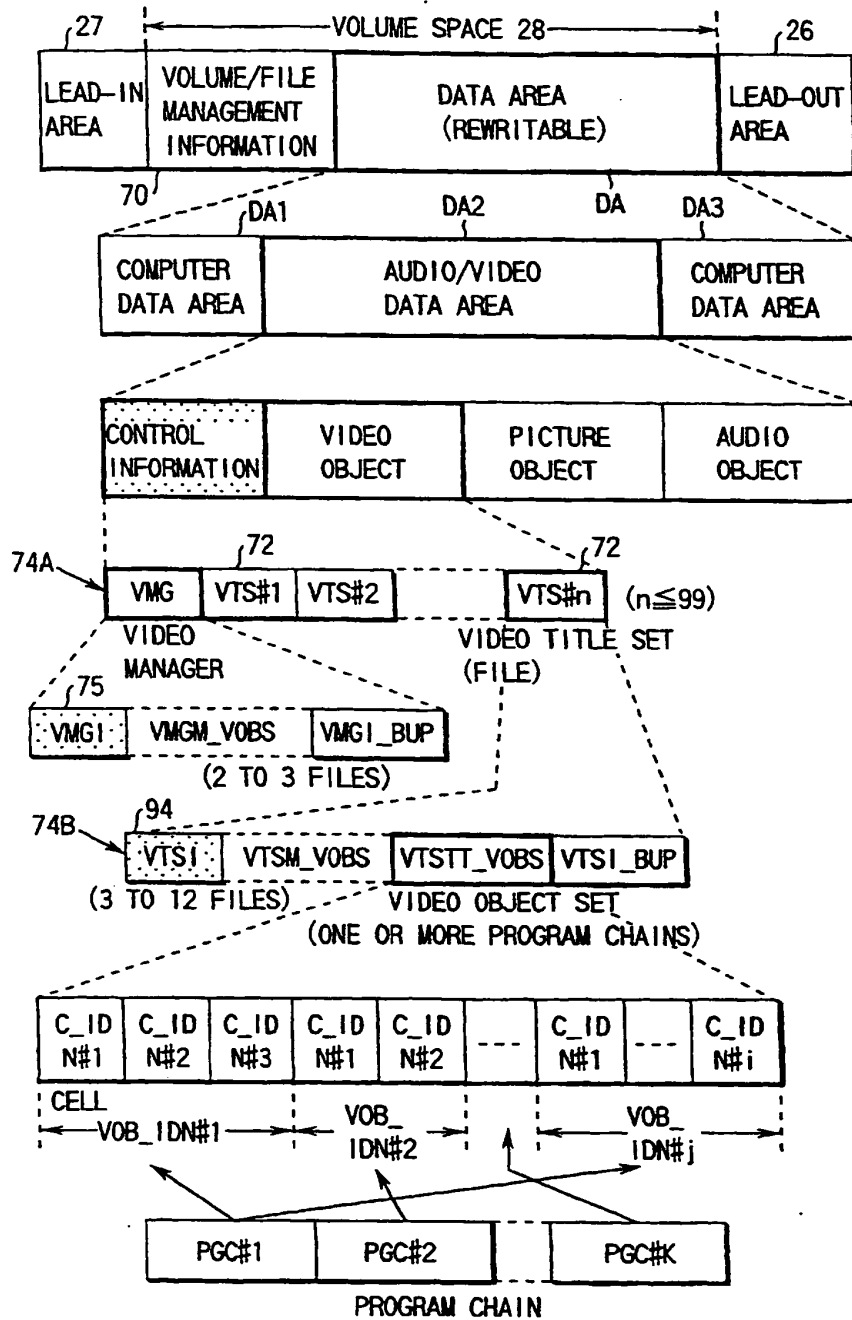 27
VOLUME SPACE 28
26
LEAD-IN
AREA
VOLUME/FILE
MANAGEMENT
INFORMATION
DATA AREA
(REWRITABLE)
LEAD-OUT
AREA
70
DA1
DA2
DA
DA3
COMPUTER
DATA AREA
AUDIO/VIDEO
DATA AREA
COMPUTER
DATA AREA
CONTROL
INFORMATION
VIDEO
OBJECT
PICTURE
OBJECT
AUDIO
OBJECT
74A
72
72
VMG
VTS#1
VTS#2
VTS#n
(n≦99)
VIDEO
MANAGER
VIDEO TITLE SET
(FILE)
75
VMGI
VMGM_VOBS
VMGI_BUP
(2 TO 3 FILES)
74B
94
VTSI
VTSM_VOBS
VTSTT_VOBS
VTSI_BUP
(3 TO 12 FILES)
VIDEO OBJECT SET
(ONE OR MORE PROGRAM CHAINS)
C_ID
N#1
C_ID
N#2
C_ID
N#3
C_ID
N#1
C_ID
N#2
C_ID
N#1
C_ID
N#i
CELL
VOB_IDN#1
VOB_
IDN#2
VOB_
IDN#j
PGC#1
PGC#2
PGC#K
PROGRAM CHAIN